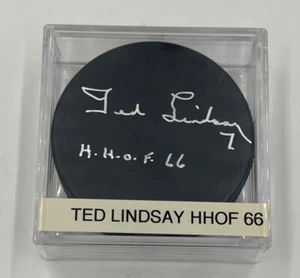 Ted Lindsay
7
H.H.O.F. 66
TED LINDSAY HHOF 66